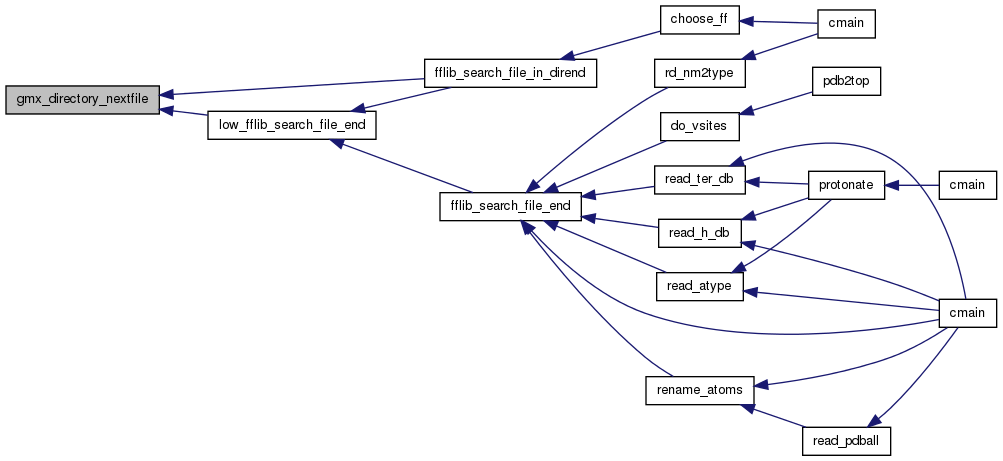 choose_ff
cmain
fflib_search_file_in_dirend
rd_nm2type
pdb2top
gmx_directory_nextfile
low_fflib_search_file_end
do_vsites
read_ter_db
protonate
cmain
fflib_search_file_end
read_h_db
read_atype
cmain
rename_atoms
read_pdball